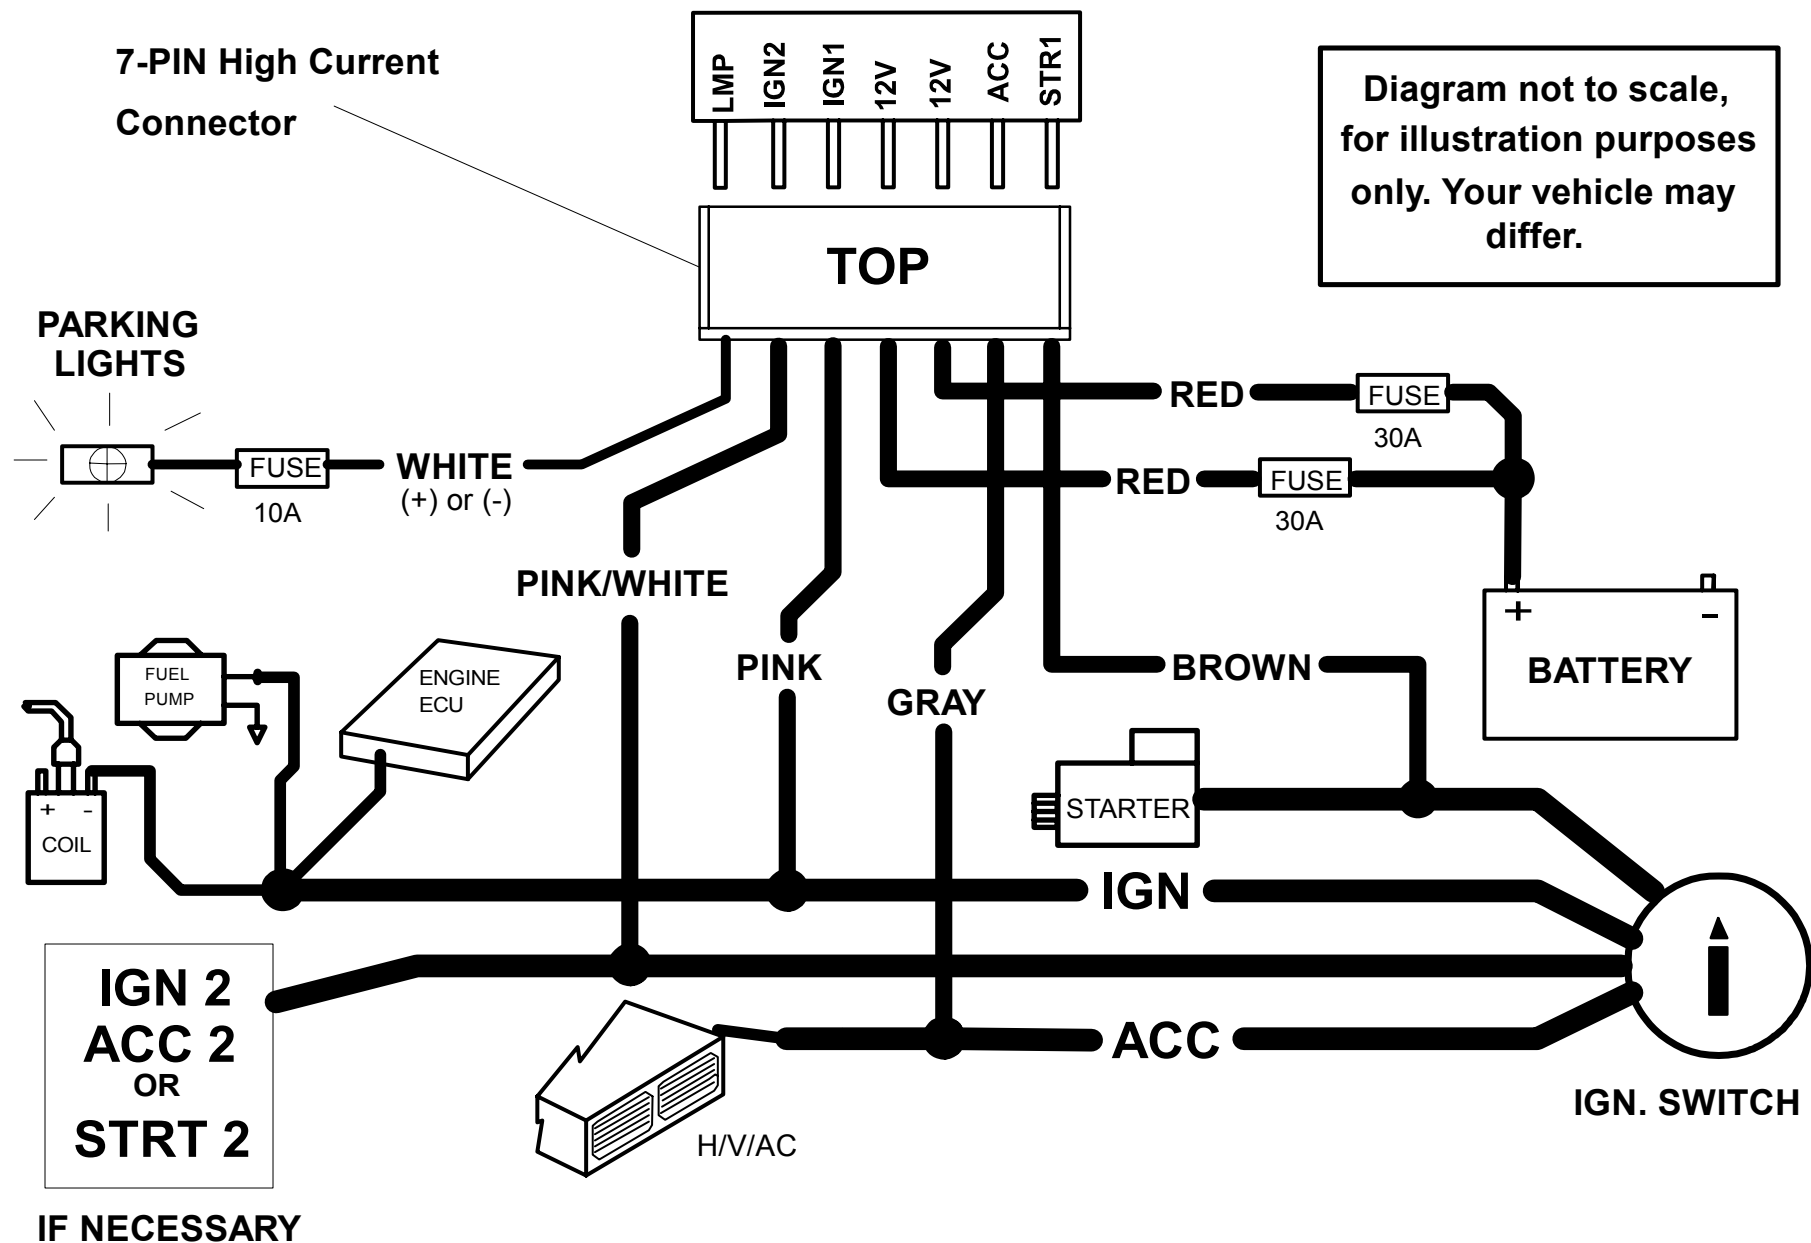 7-PIN High Current
Connector
LMP
IGN2
IGN1
12V
12V
ACC
STR1
Diagram not to scale,
for illustration purposes
only. Your vehicle may
differ.
TOP
PARKING
LIGHTS
FUSE
10A
WHITE
(+) or (-)
RED
FUSE
30A
RED
FUSE
30A
PINK/WHITE
PINK
GRAY
BROWN
+
-
BATTERY
FUEL
PUMP
ENGINE
ECU
+ -
COIL
STARTER
IGN
IGN 2
ACC 2
OR
STRT 2
IF NECESSARY
ACC
H/V/AC
IGN. SWITCH